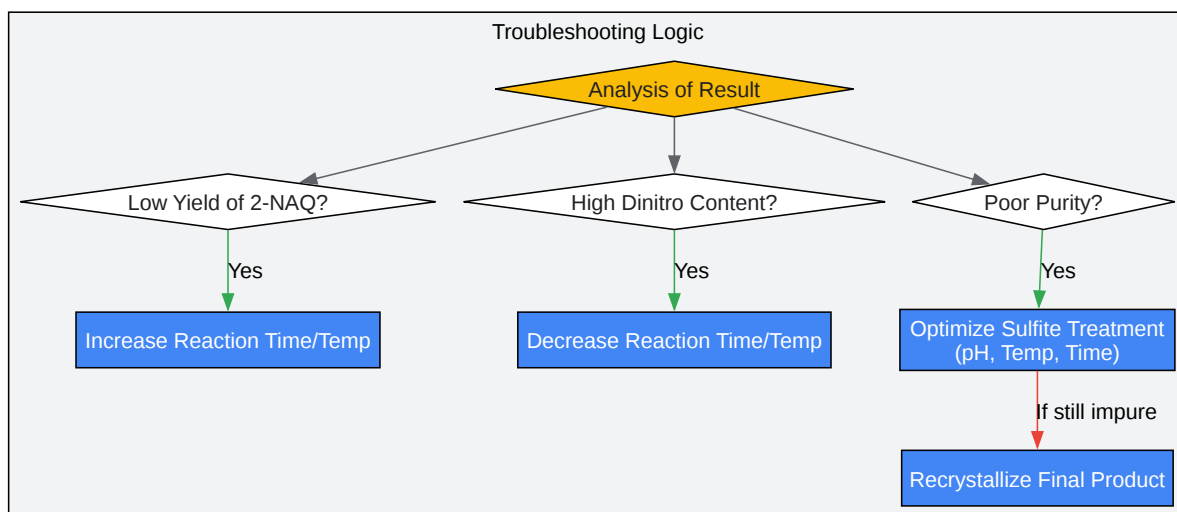 Troubleshooting Logic
Analysis of Result
Low Yield of 2-NAQ?
High Dinitro Content?
Poor Purity?
Yes
Yes
Yes
Increase Reaction Time/Temp
Decrease Reaction Time/Temp
Optimize Sulfite Treatment
(pH, Temp, Time)
If still impure
Recrystallize Final Product